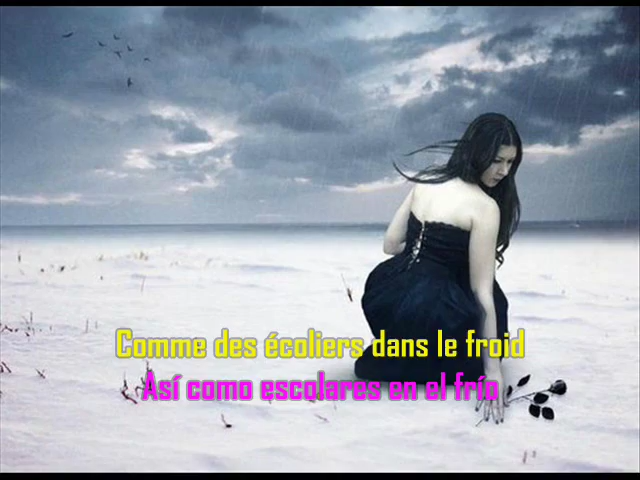 Comme des écoliers dans le froid
Así como escolares en el frío